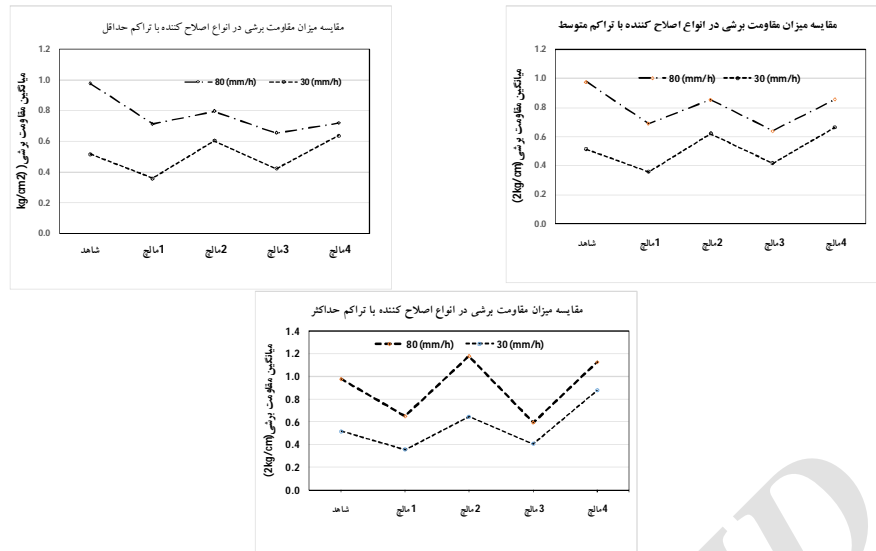 مقایسه میزان مقاومت برشی در انواع اصلاح کننده با تراکم حداقل
میانگین مقاومت برشی( (kg/cm2
1.2
1.0
0.8
0.6
0.4
0.2
0.0
80 (mm/h) 30 (mm/h)
شاهد مالچ1 مالچ2 مالچ3 مالچ4
مقایسه میزان مقاومت برشی در انواع اصلاح کننده با تراکم متوسط
میانگین مقاومت برشی (2kg/cm)
1.2
1.0
0.8
0.6
0.4
0.2
0.0
80 (mm/h) 30 (mm/h)
شاهد مالچ1 مالچ2 مالچ3 مالچ4
مقایسه میزان مقاومت برشی در انواع اصلاح کننده با تراکم حداکثر
میانگین مقاومت برشی(2kg/cm)
1.4
1.2
1.0
0.8
0.6
0.4
0.2
0.0
80 (mm/h) 30 (mm/h)
شاهد مالچ1 مالچ2 مالچ3 مالچ4